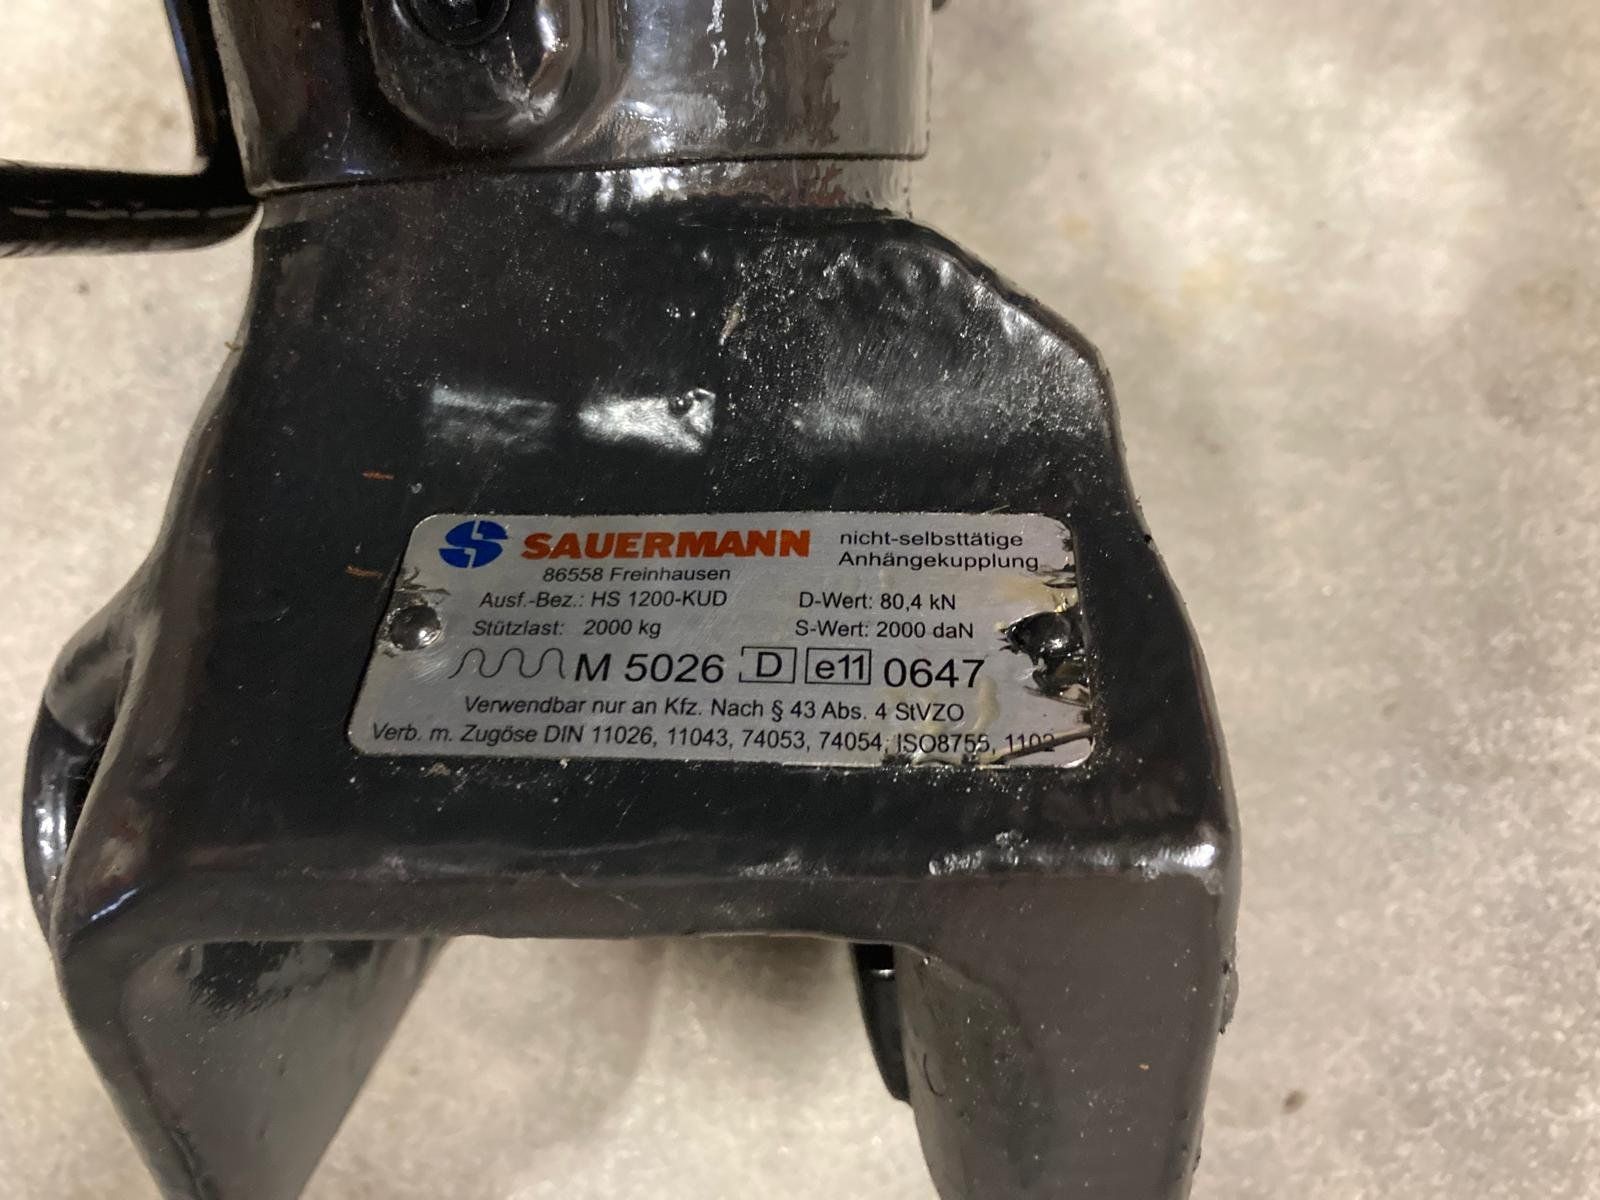 SAUERMANN
86558 Freinhausen
nicht-selbsttätige
Anhängekupplung
Ausf.-Bez.: HS 1200-KUD D-Wert: 80,4 kN
Stützlast: 2000 kg S-Wert: 2000 daN
M 5026 D e11 0647
Verwendbar nur an Kfz. Nach § 43 Abs. 4 StVZO
Verb. m. Zugöse DIN 11026, 11043, 74053, 74054, ISO8755,